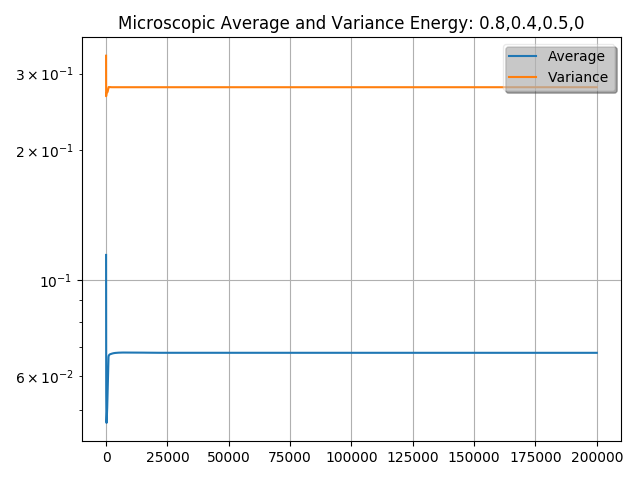 Microscopic Average and Variance Energy: 0.8,0.4,0.5,0
Average
Variance
3 × 10⁻¹
2 × 10⁻¹
10⁻¹
6 × 10⁻²
0 25000 50000 75000 100000 125000 150000 175000 200000